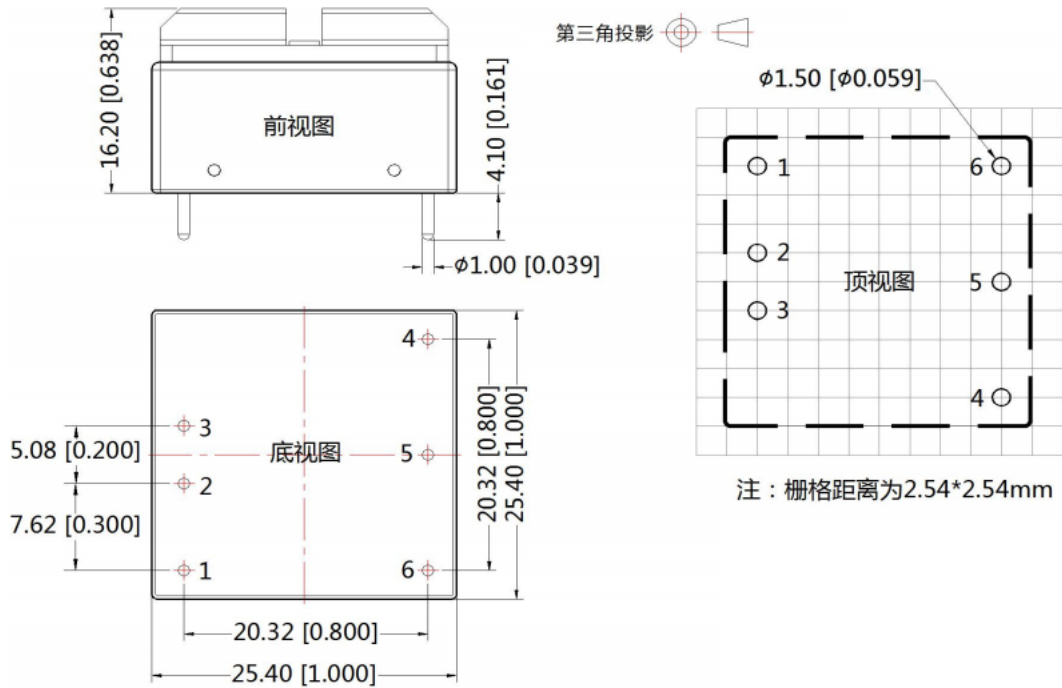 第三角投影
16.20 [0.638]
前视图
4.10 [0.161]
φ1.00 [0.039]
φ1.50 [φ0.059]
1
6
2
顶视图
5
3
4
注：栅格距离为2.54*2.54mm
4
3
5.08 [0.200]
底视图
5
2
7.62 [0.300]
1
6
20.32 [0.800]
25.40 [1.000]
20.32 [0.800]
25.40 [1.000]